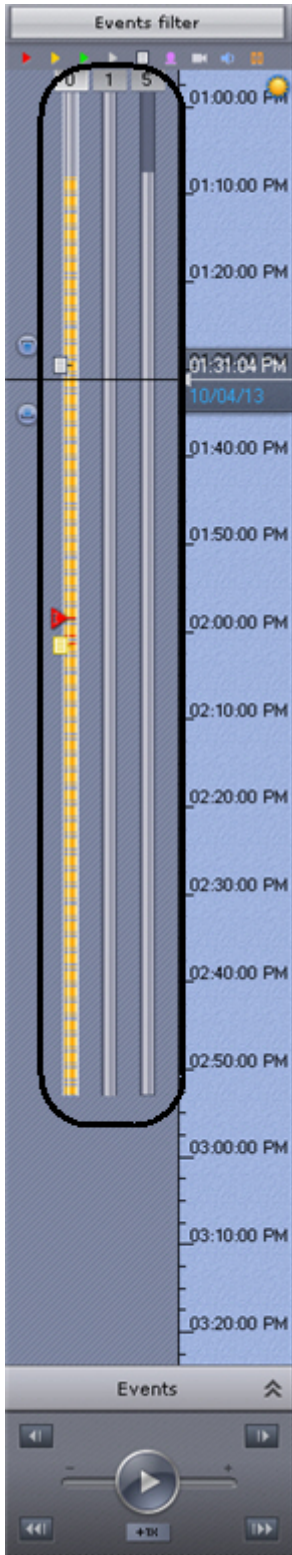 Events filter
0 1 5
01:00:00 PM
01:10:00 PM
01:20:00 PM
01:31:04 PM
10/04/13
01:40:00 PM
01:50:00 PM
02:00:00 PM
02:10:00 PM
02:20:00 PM
02:30:00 PM
02:40:00 PM
02:50:00 PM
03:00:00 PM
03:10:00 PM
03:20:00 PM
Events
- +
+1X